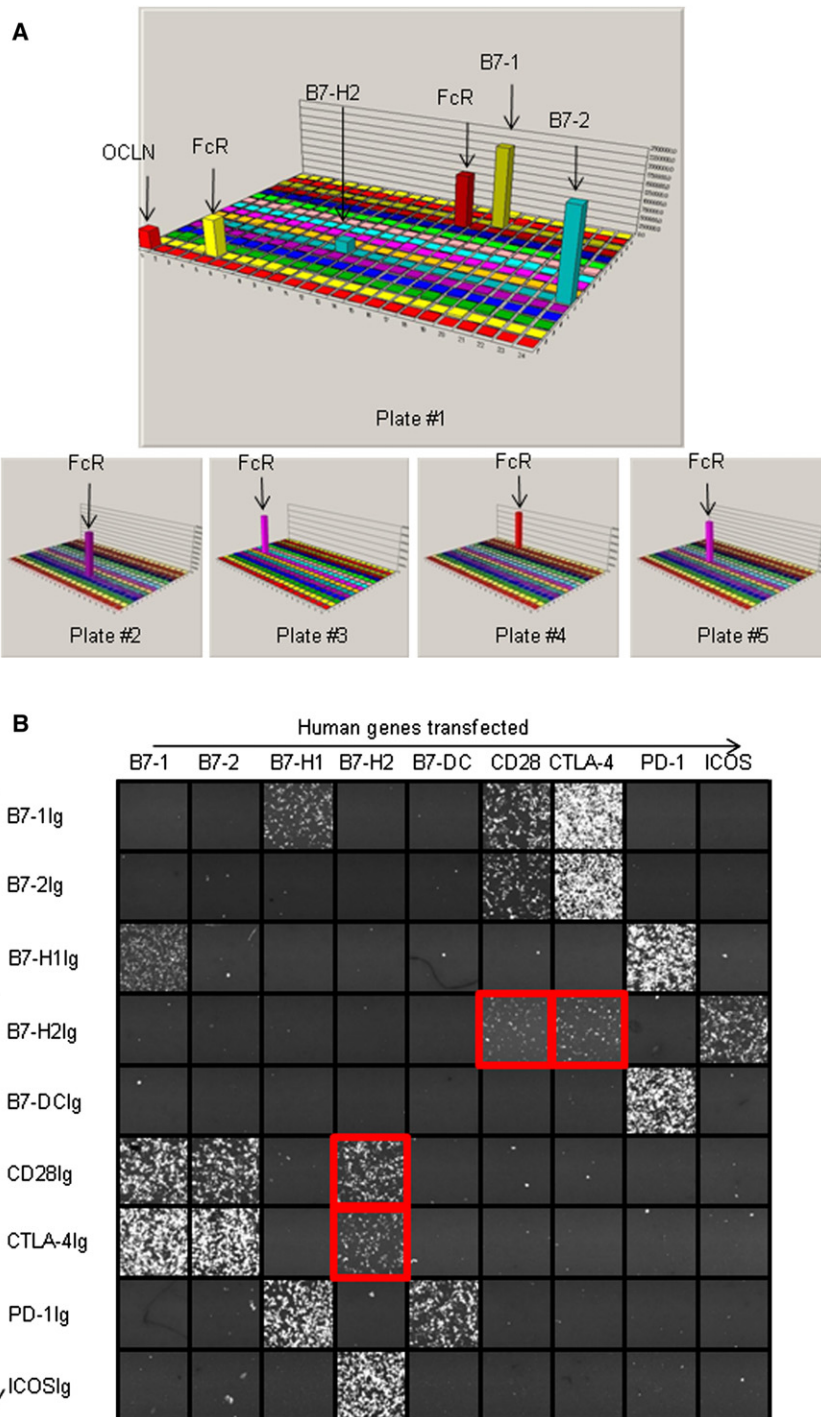 A
B7-1
B7-H2
FcR
B7-2
OCLN
FcR
Plate #1
FcR
FcR
FcR
FcR
Plate #2
Plate #3
Plate #4
Plate #5
B
Human genes transfected
B7-1 B7-2 B7-H1 B7-H2 B7-DC CD28 CTLA-4 PD-1 ICOS
B7-1Ig
B7-2Ig
B7-H1Ig
B7-H2Ig
B7-DCIg
CD28Ig
CTLA-4Ig
PD-1Ig
ICOSIg